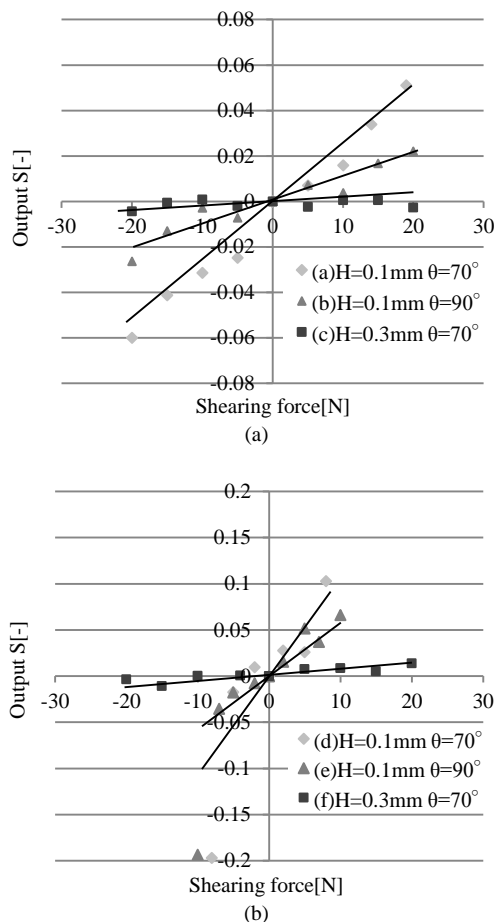 0.08
0.06
0.04
0.02
0
-0.02
-0.04
-0.06
-0.08
-30 -20 -10 0 10 20 30
Output S[-]
(a)H=0.1mm θ=70°
(b)H=0.1mm θ=90°
(c)H=0.3mm θ=70°
Shearing force[N]
(a)
0.2
0.15
0.1
0.05
0
-0.05
-0.1
-0.15
-0.2
-30 -20 -10 0 10 20 30
Output S[-]
(d)H=0.1mm θ=70°
(e)H=0.1mm θ=90°
(f)H=0.3mm θ=70°
Shearing force[N]
(b)